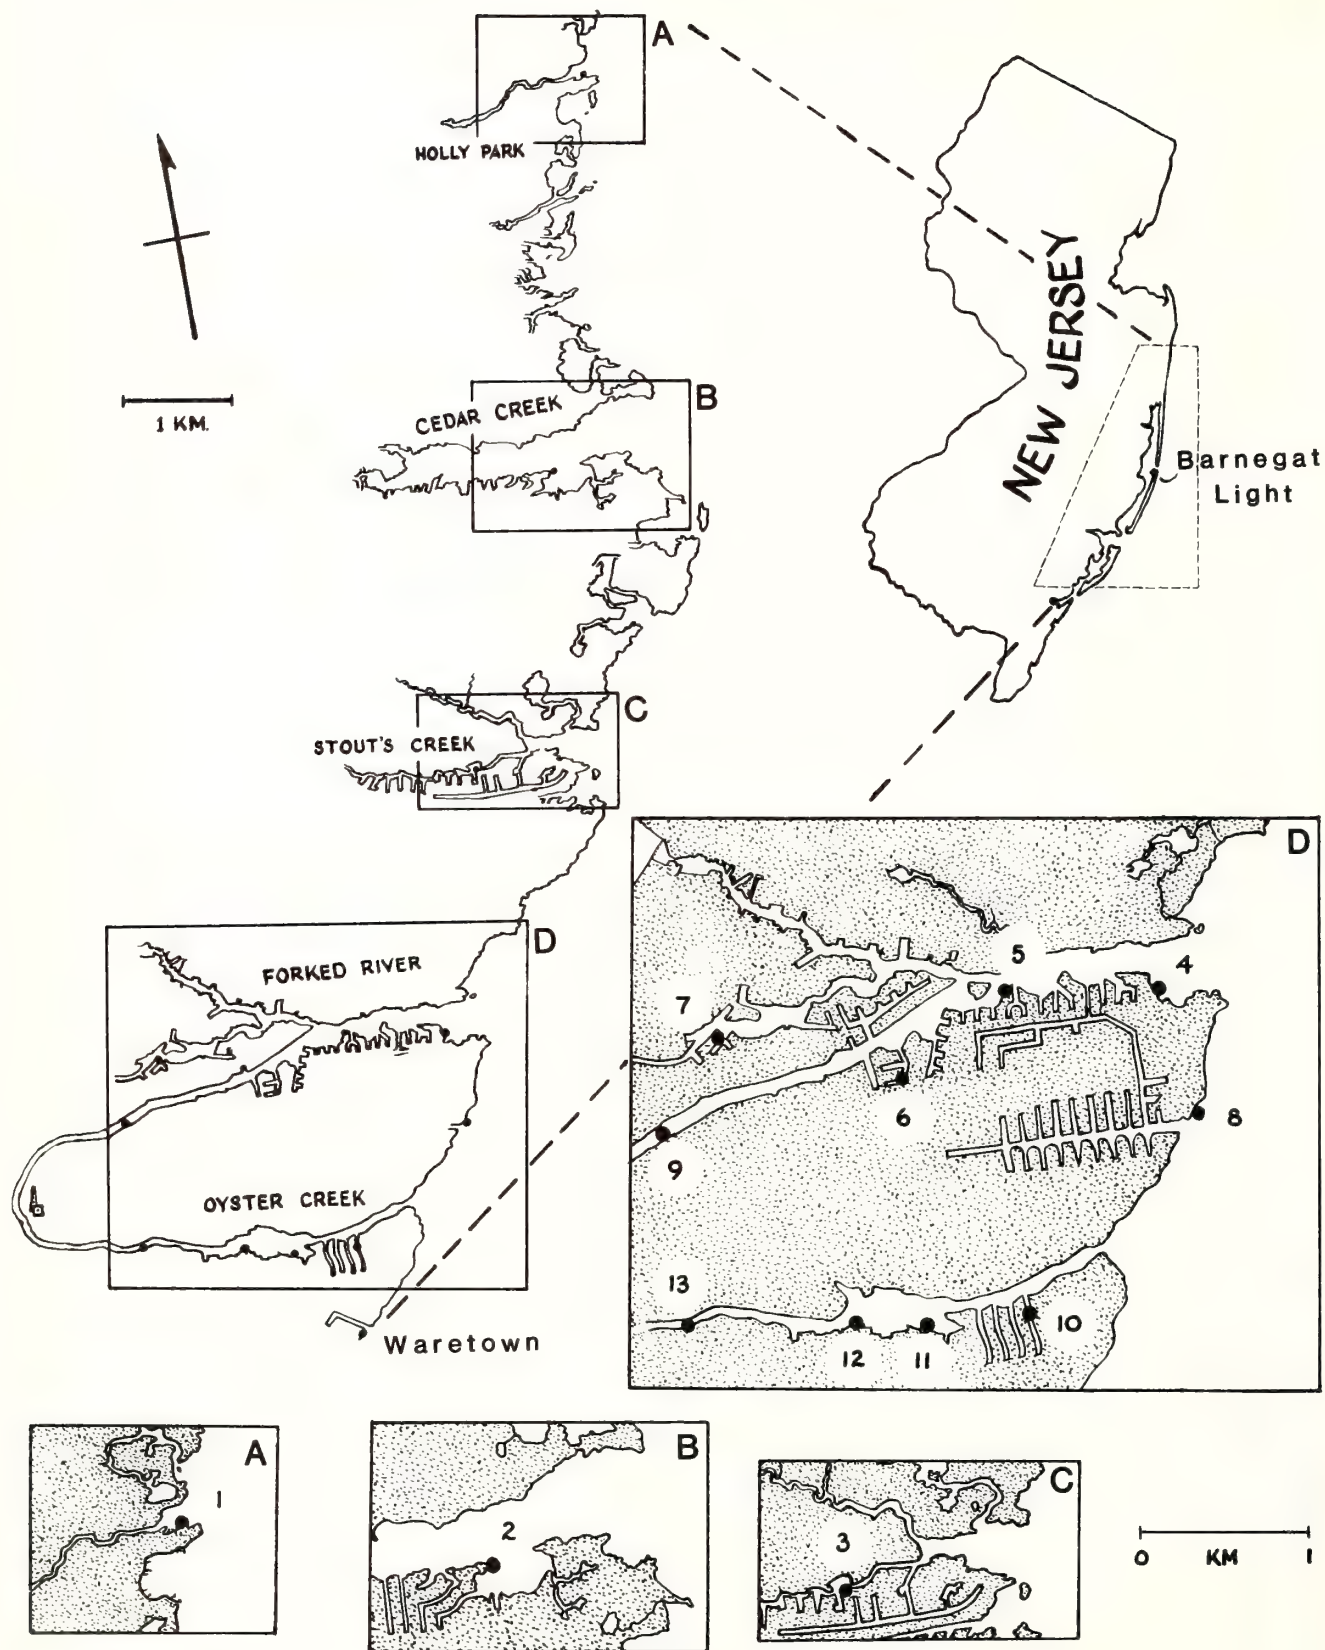 A
HOLLY PARK
1 KM.
B
CEDAR CREEK
NEW JERSEY
Barnegat
Light
C
STOUT'S CREEK
D
FORKED RIVER
OYSTER CREEK
Waretown
D
5
4
7
6
8
9
13
12
11
10
A
1
B
2
C
3
0 KM 1